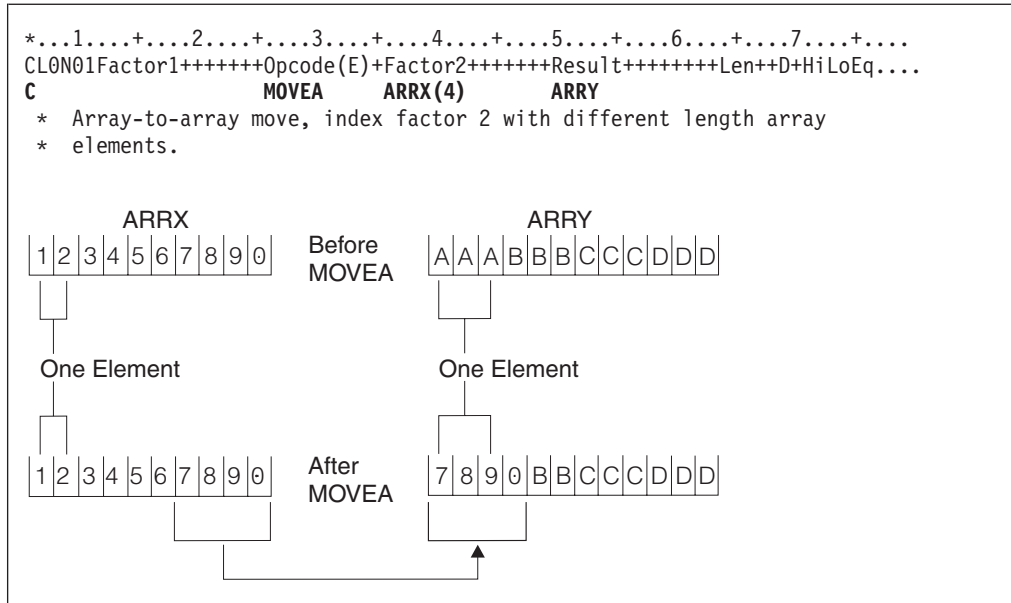 *...1....+....2....+....3....+....4....+....5....+....6....+....7...+....
CL0N01Factor1+++++++Opcode(E)+Factor2+++++++Result++++++++Len++D+HiLoEq....
C                   MOVEA     ARRX(4)       ARRY
 *  Array-to-array move, index factor 2 with different length array
 *  elements.
ARRX ARRY
1 2 3 4 5 6 7 8 9 0 Before MOVEA A A A B B B C C C D D D
One Element One Element
1 2 3 4 5 6 7 8 9 0 After MOVEA 7 8 9 0 B B C C C D D D